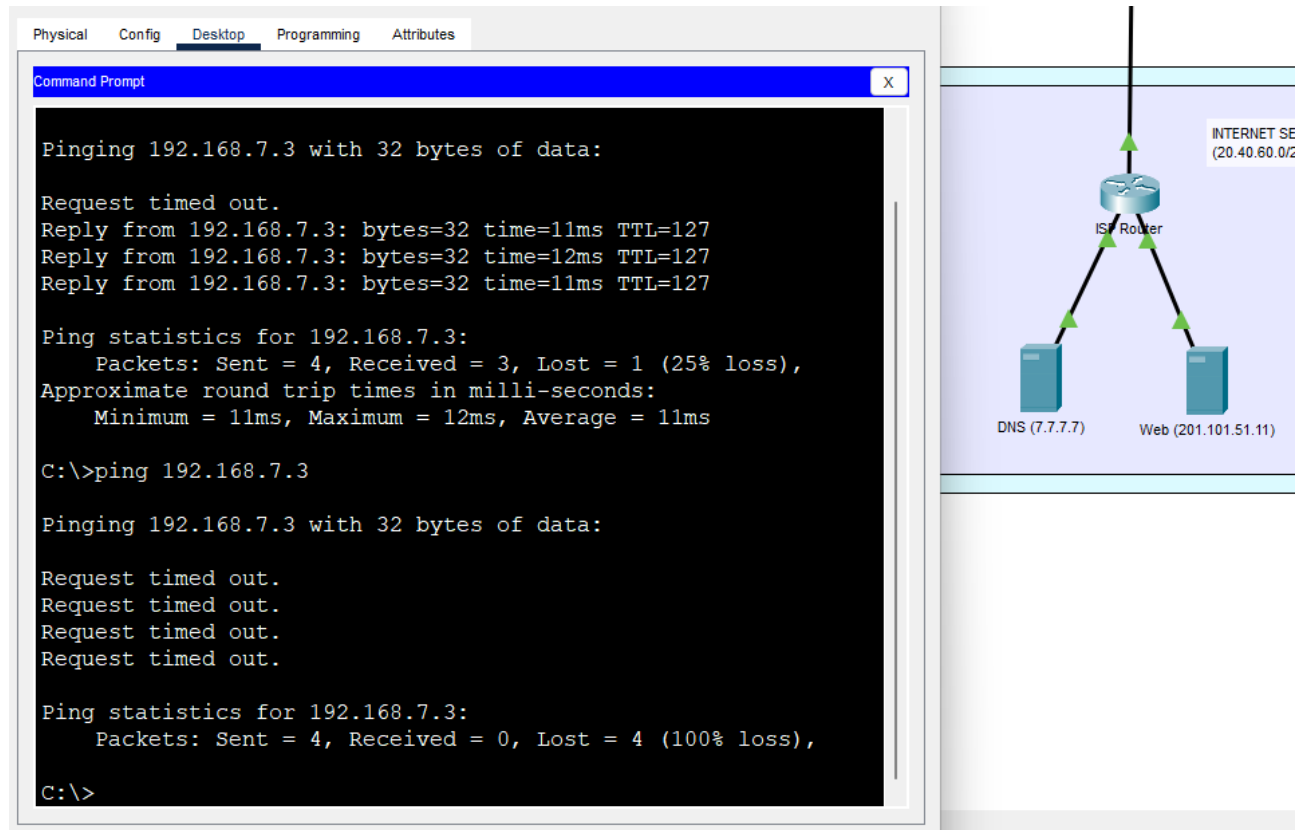 Physical Config Desktop Programming Attributes
Command Prompt X
Pinging 192.168.7.3 with 32 bytes of data:
Request timed out.
Reply from 192.168.7.3: bytes=32 time=11ms TTL=127
Reply from 192.168.7.3: bytes=32 time=12ms TTL=127
Reply from 192.168.7.3: bytes=32 time=11ms TTL=127
Ping statistics for 192.168.7.3:
Packets: Sent = 4, Received = 3, Lost = 1 (25% loss),
Approximate round trip times in milli-seconds:
Minimum = 11ms, Maximum = 12ms, Average = 11ms
C:\>ping 192.168.7.3
Pinging 192.168.7.3 with 32 bytes of data:
Request timed out.
Request timed out.
Request timed out.
Request timed out.
Ping statistics for 192.168.7.3:
Packets: Sent = 4, Received = 0, Lost = 4 (100% loss),
C:\>
INTERNET SE
(20.40.60.0/2
ISP Router
DNS (7.7.7.7)
Web (201.101.51.11)